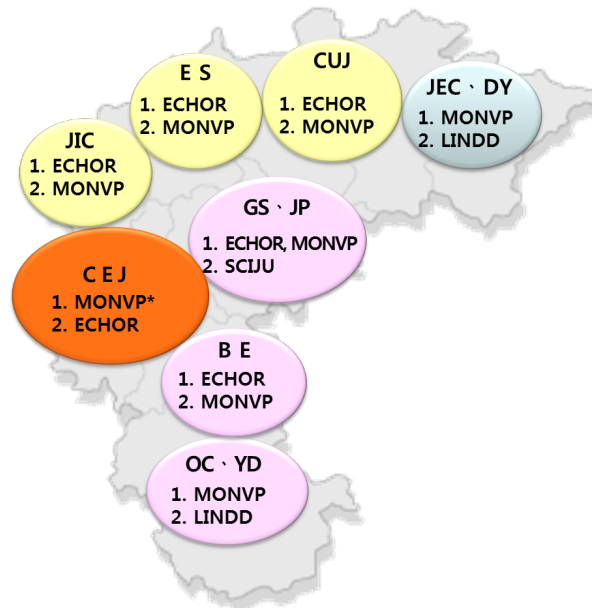 E S
1. ECHOR
2. MONVP
CUJ
1. ECHOR
2. MONVP
JEC、DY
1. MONVP
2. LINDD
JIC
1. ECHOR
2. MONVP
GS、JP
1. ECHOR, MONVP
2. SCIJU
C E J
1. MONVP*
2. ECHOR
B E
1. ECHOR
2. MONVP
OC、YD
1. MONVP
2. LINDD